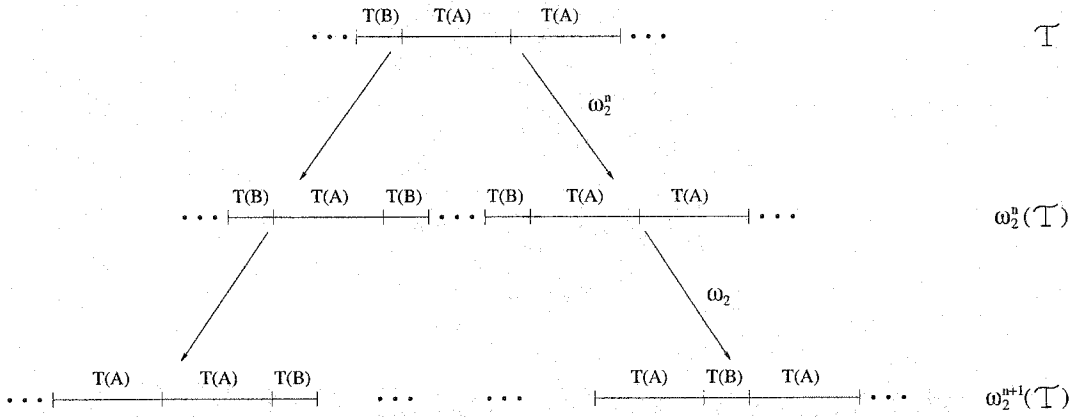 T(B) T(A) T(A)
• • • • • • 𝒯
ω₂ⁿ
T(B) T(A) T(B) T(B) T(A) T(A)
• • • • • • • • • ω₂ⁿ(𝒯)
ω₂
T(A) T(A) T(B) T(A) T(B) T(A)
• • • • • • • • • • • • ω₂ⁿ⁺¹(𝒯)